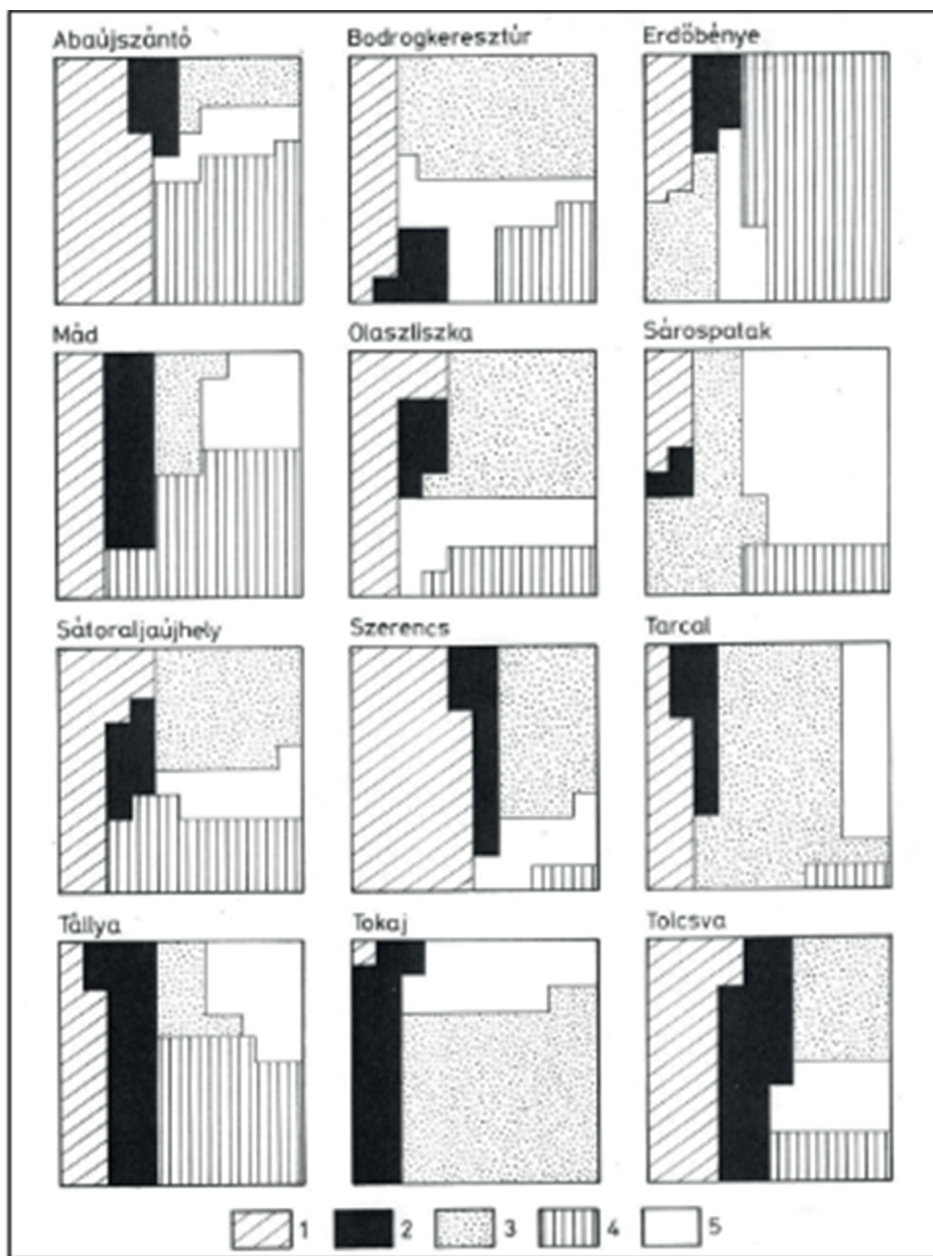 Abaújszántó Bodrogkeresztúr Erdőbénye
Mád Olaszliszka Sárospatak
Sátoraljaújhely Szerencs Tarcal
Tállya Tokaj Tolcsva
1 2 3 4 5